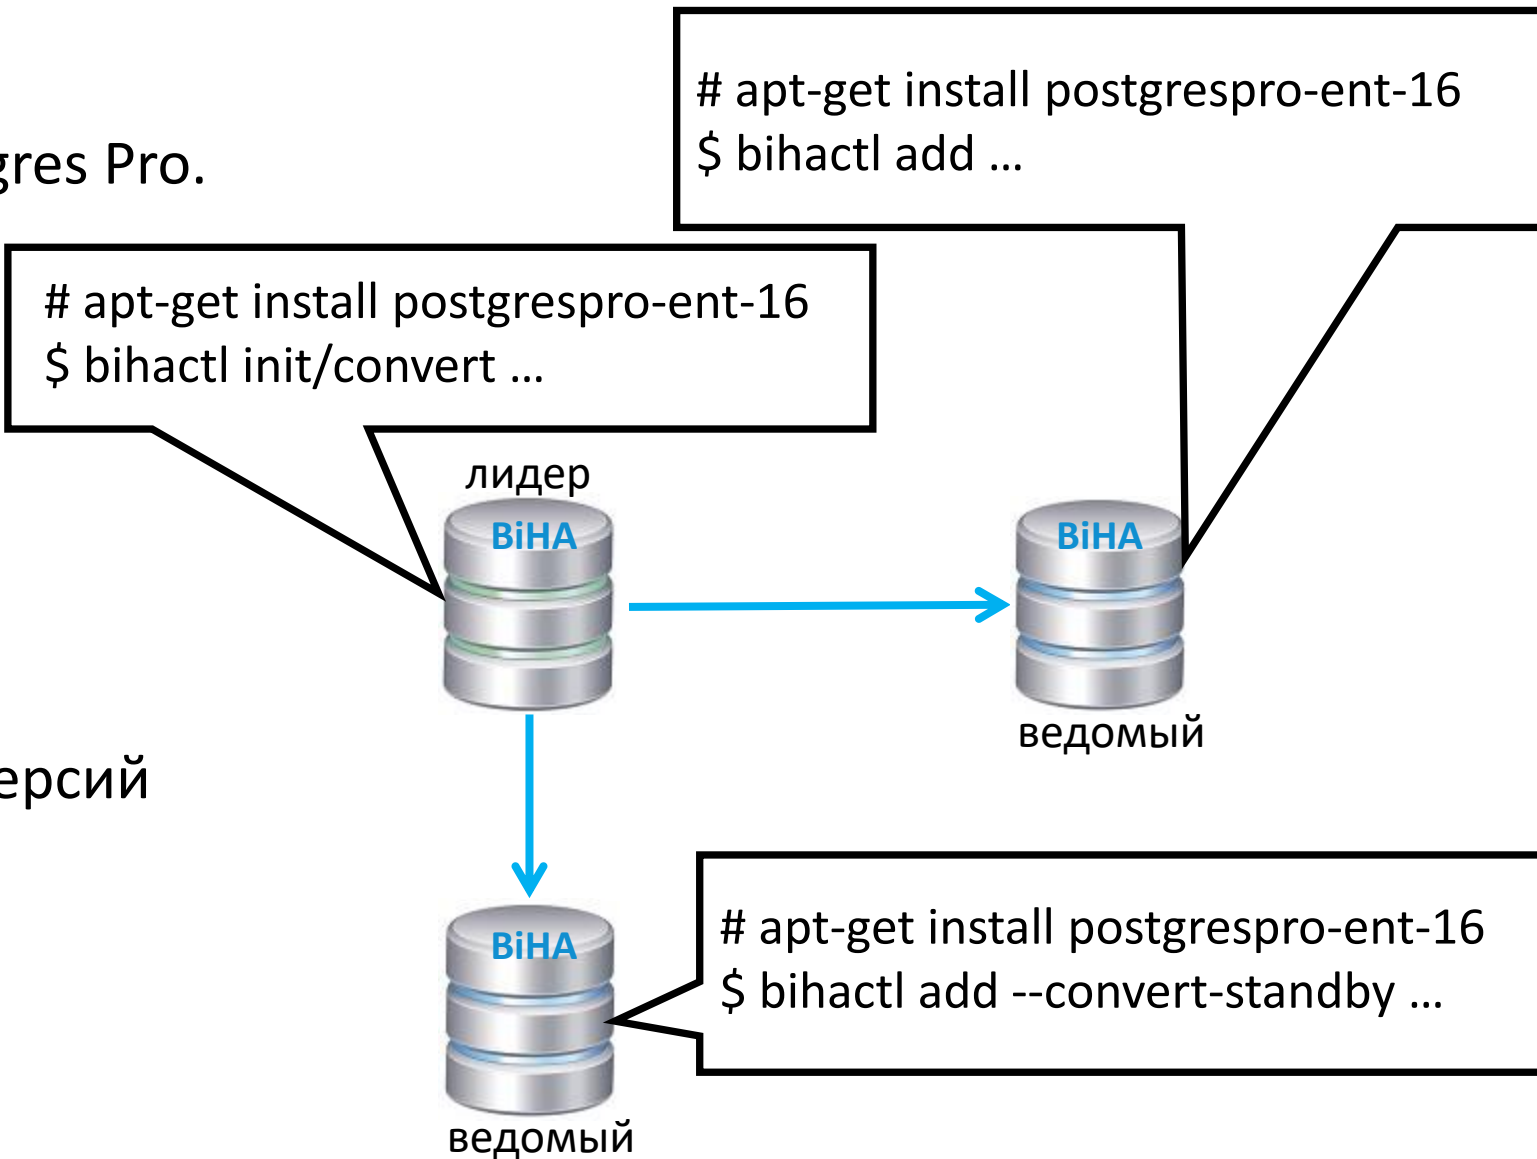 # apt-get install postgrespro-ent-16
$ bihactl add …
gres Pro.
# apt-get install postgrespro-ent-16
$ bihactl init/convert …
лидер
BiHA
BiHA
ведомый
ерсий
BiHA
# apt-get install postgrespro-ent-16
$ bihactl add --convert-standby …
ведомый